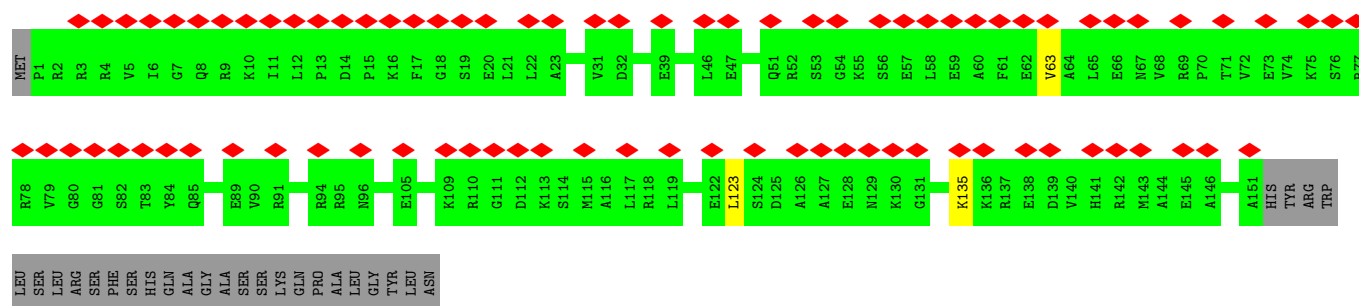 MET P1 R2 R3 R4 V5 I6 G7 Q8 R9 K10 I11 L12 P13 D14 P15 K16 F17 G18 S19 E20 L21 L22 A23 V31 D32 E39 L46 E47 Q51 R52 S53 G54 K55 S56 E57 L58 E59 A60 F61 E62 V63 A64 L65 E66 N67 V68 R69 P70 T71 V72 E73 V74 K75 S76 R77
R78 V79 G80 G81 S82 T83 Y84 Q85 E89 V90 R91 R94 R95 N96 E105 K109 R110 G111 D112 K113 S114 M115 A116 L117 R118 L119 E122 L123 S124 D125 A126 A127 E128 N129 K130 G131 K135 K136 R137 E138 D139 V140 H141 R142 M143 A144 E145 A146 A151 HIS TYR ARG TRP
LEU SER LEU ARG SER PHE SER HIS GLN ALA GLY ALA SER SER LYS GLN PRO ALA LEU GLY TYR LEU ASN